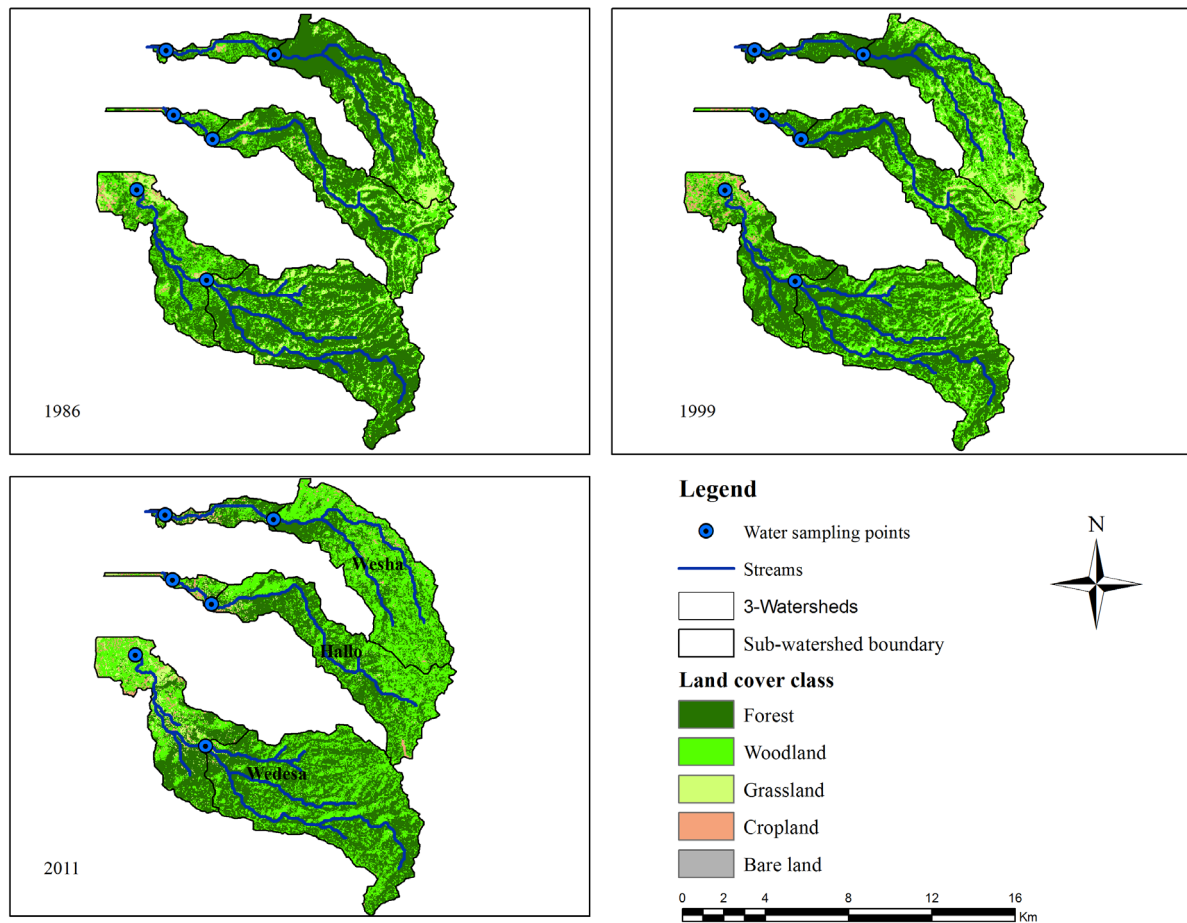 1986
1999
Wesha
Hallo
Wedesa
2011
Legend
Water sampling points
Streams
3-Watersheds
Sub-watershed boundary
Land cover class
Forest
Woodland
Grassland
Cropland
Bare land
N
0 2 4 8 12 16
Km